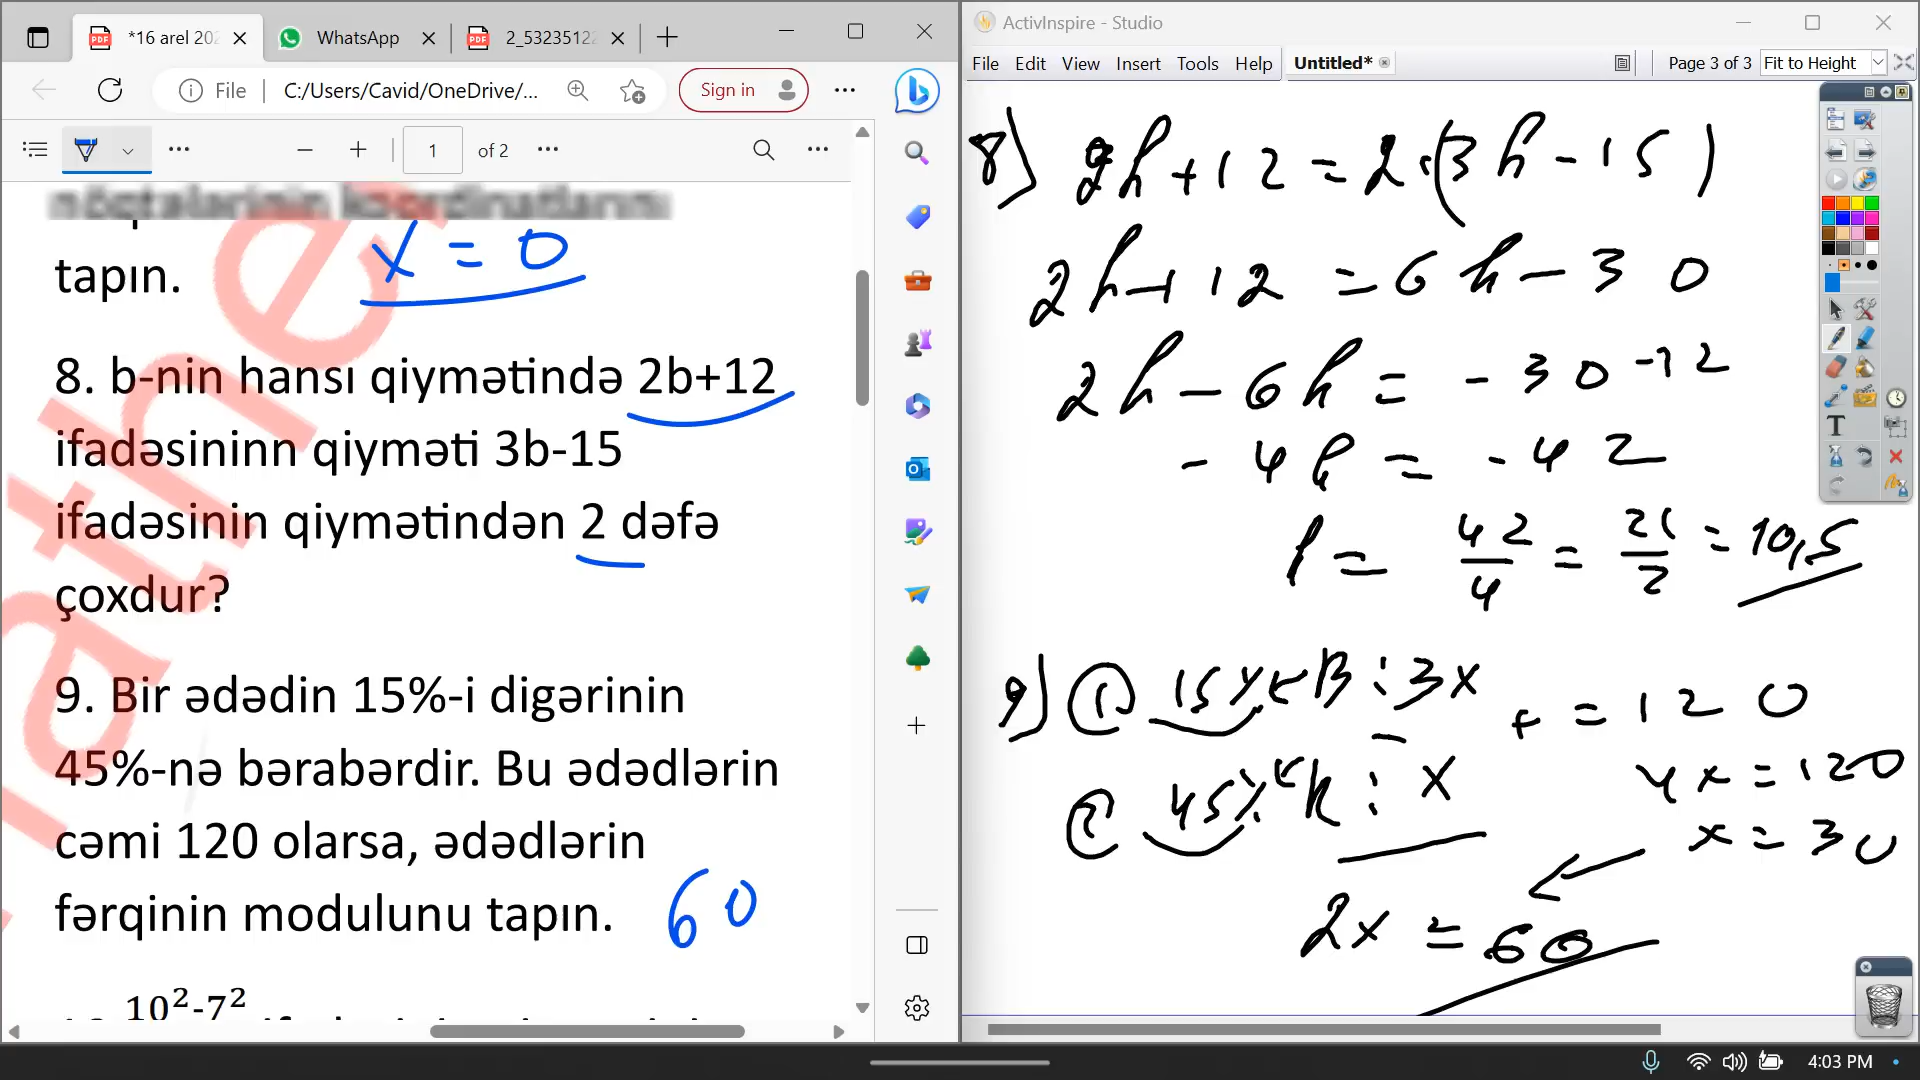 *16 arel 202
WhatsApp
2_53235122
ActivInspire - Studio
File
C:/Users/Cavid/OneDrive/...
Sign in
File Edit View Insert Tools Help
Untitled*
Page 3 of 3
Fit to Height
1 of 2
tapın.
x = 0
8. b-nin hansı qiymətində 2b+12
ifadəsininn qiyməti 3b-15
ifadəsinin qiymətindən 2 dəfə
çoxdur?
9. Bir ədədin 15%-i digərinin
45%-nə bərabərdir. Bu ədədlərin
cəmi 120 olarsa, ədədlərin
fərqinin modulunu tapın.
60
10²-7²
8) 2b+12=2·(3b-15)
2b+12=6b-30
2b-6b=-30-12
-4b=-42
b= 42/4 = 21/2 = 10,5
9) ① 15% : 3x + = 120
② 45% : x
4x=120
x=30
2x = 60
4:03 PM